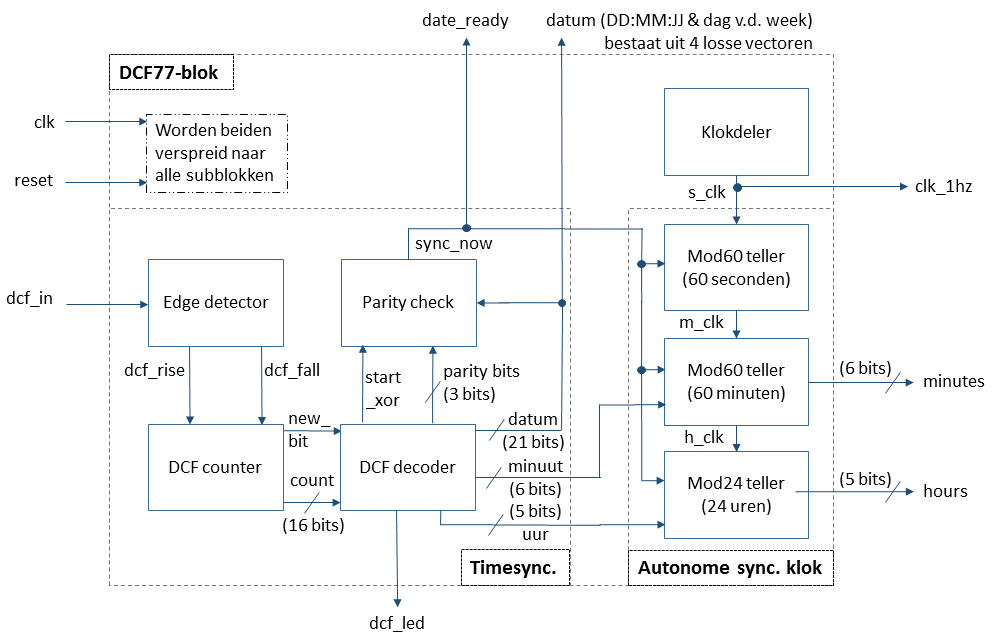 date_ready
datum (DD:MM:JJ & dag v.d. week)
bestaat uit 4 losse vectoren
DCF77-blok
clk
reset
Worden beiden
verspreid naar
alle subblokken
Klokdeler
s_clk
clk_1hz
sync_now
Mod60 teller
(60 seconden)
dcf_in
Edge detector
Parity check
m_clk
dcf_rise
dcf_fall
start
_xor
parity bits
(3 bits)
Mod60 teller
(60 minuten)
(6 bits)
minutes
new_
bit
datum
(21 bits)
h_clk
DCF counter
DCF decoder
count
(16 bits)
minuut
(6 bits)
(5 bits)
uur
Mod24 teller
(24 uren)
(5 bits)
hours
Timesync.
Autonome sync. klok
dcf_led